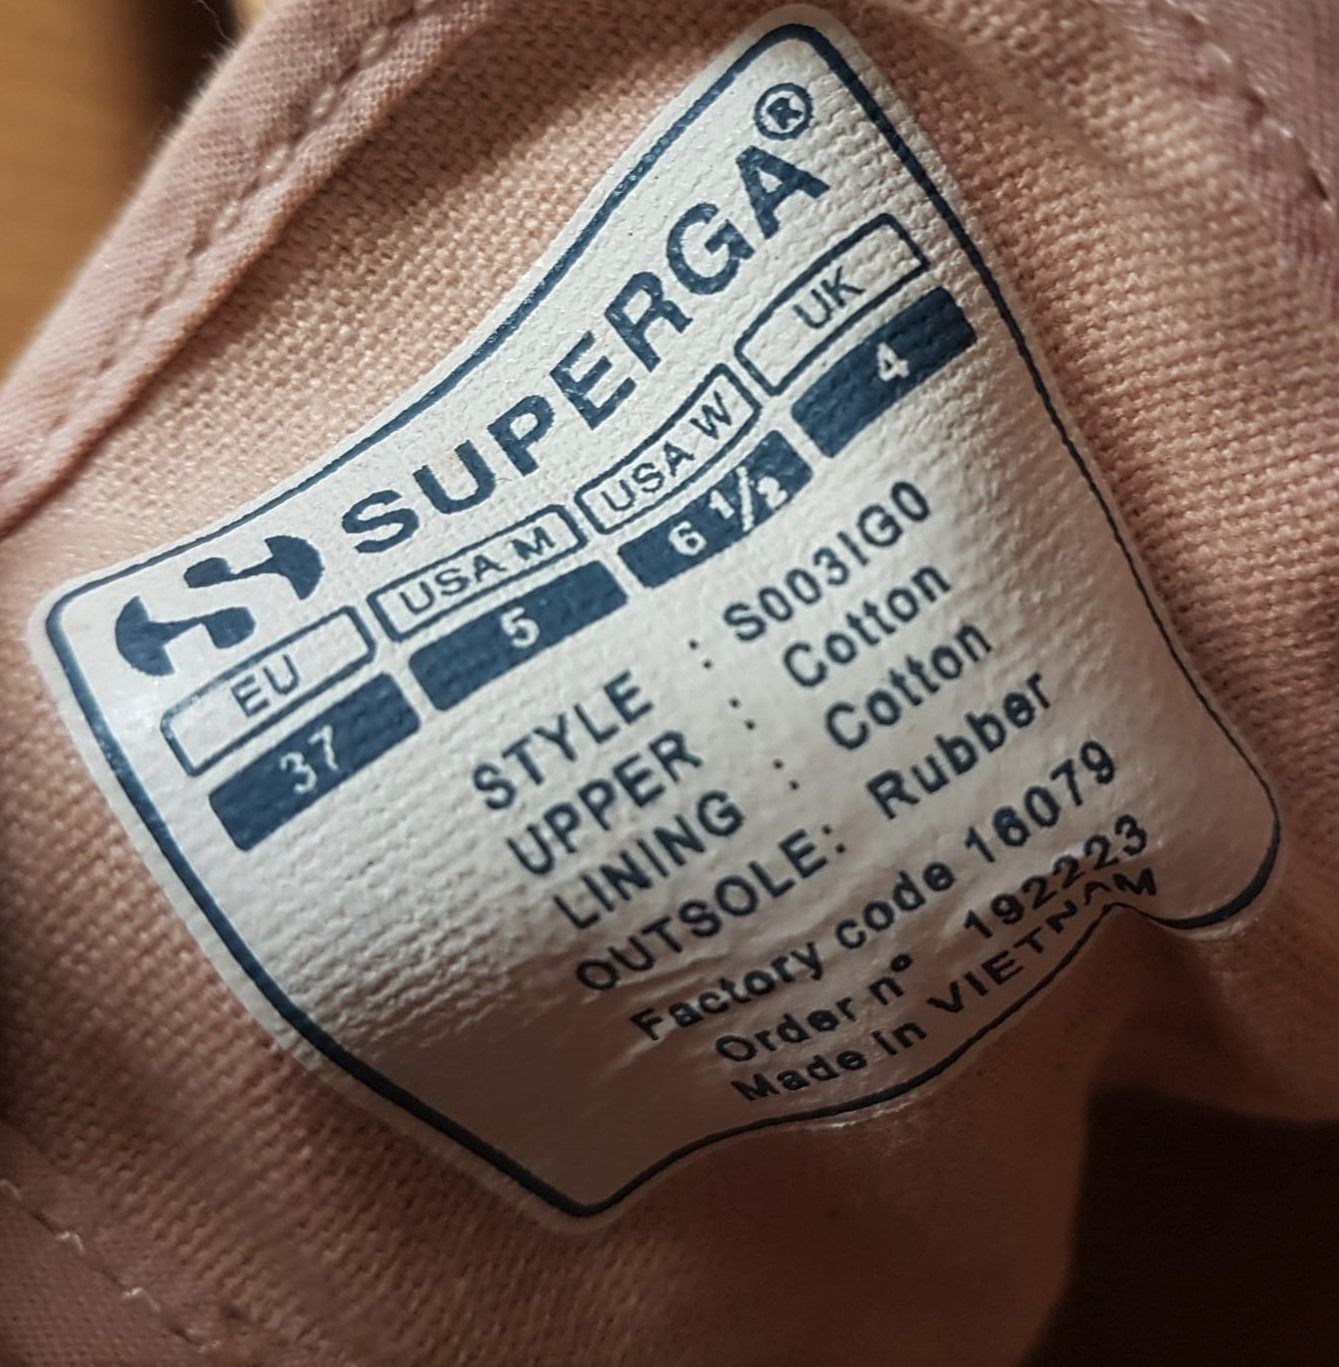 SUPERGA®
EU USA M USA W UK
37 5 6 1/2 4
STYLE : S003IG0
UPPER : Cotton
LINING : Cotton
OUTSOLE: Rubber
Factory code 16079
Order n° 192223
Made in VIETNAM